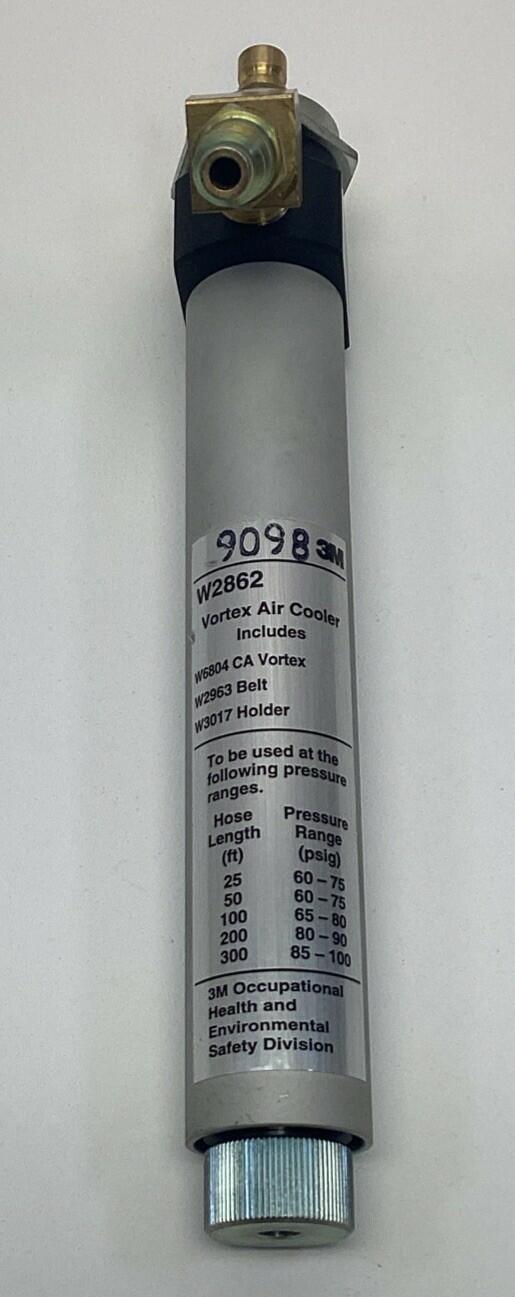 9098 3M
W2862
Vortex Air Cooler
Includes
W6804 CA Vortex
W2963 Belt
W3017 Holder
To be used at the
following pressure
ranges.
Hose Pressure
Length Range
(ft) (psig)
25 60 – 75
50 60 – 75
100 65 – 80
200 80 – 90
300 85 – 100
3M Occupational
Health and
Environmental
Safety Division